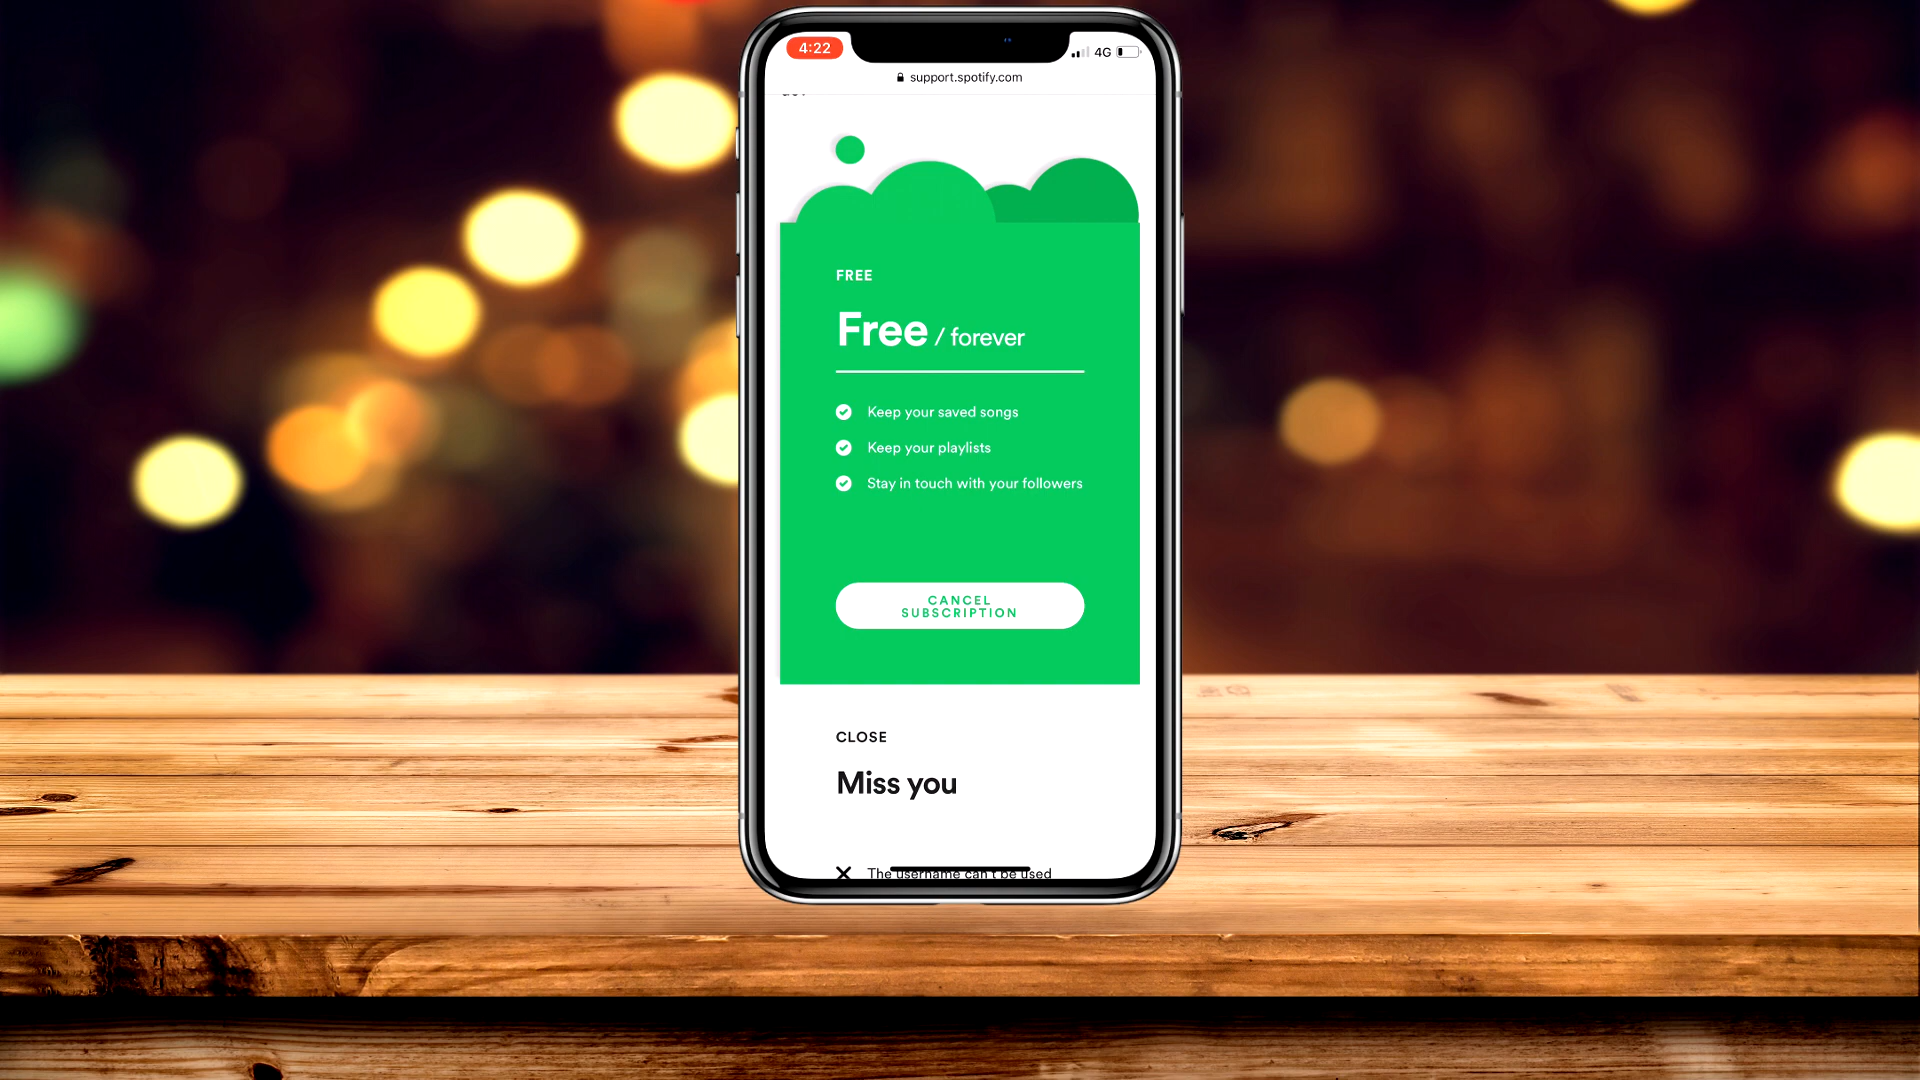 4:22
4G
support.spotify.com
FREE
Free / forever
Keep your saved songs
Keep your playlists
Stay in touch with your followers
CANCEL
SUBSCRIPTION
CLOSE
Miss you
The username can't be used